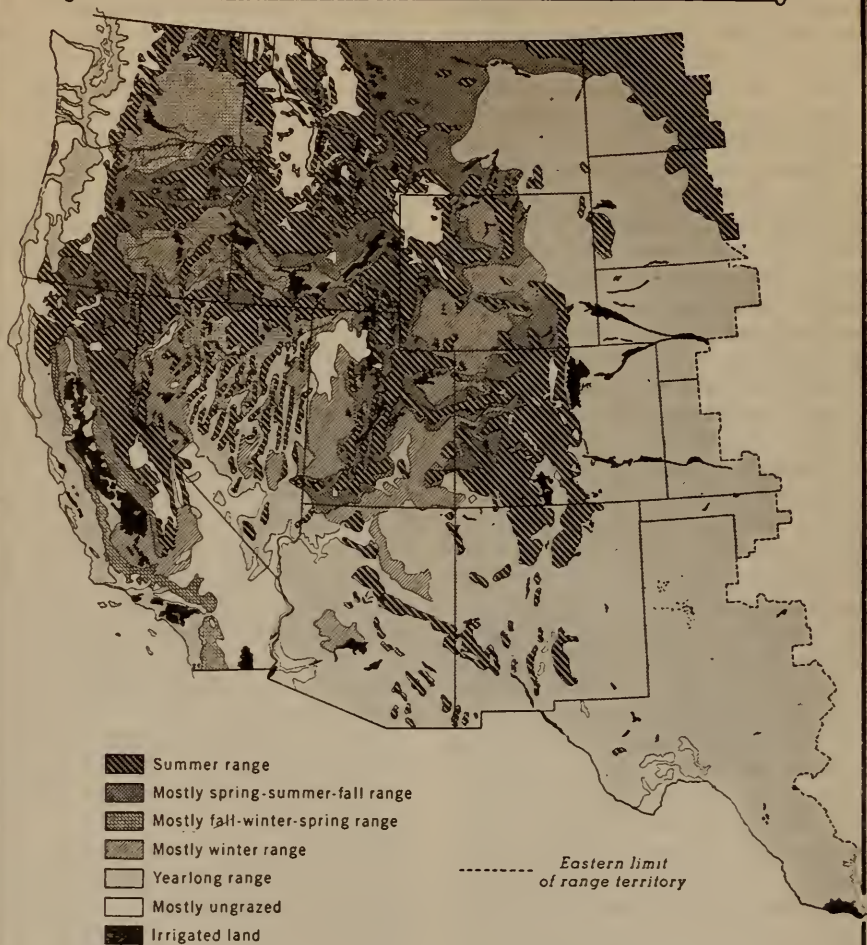 Summer range
Mostly spring-summer-fall range
Mostly fall-winter-spring range
Mostly winter range
Yearlong range
Mostly ungrazed
Irrigated land
Eastern limit
of range territory